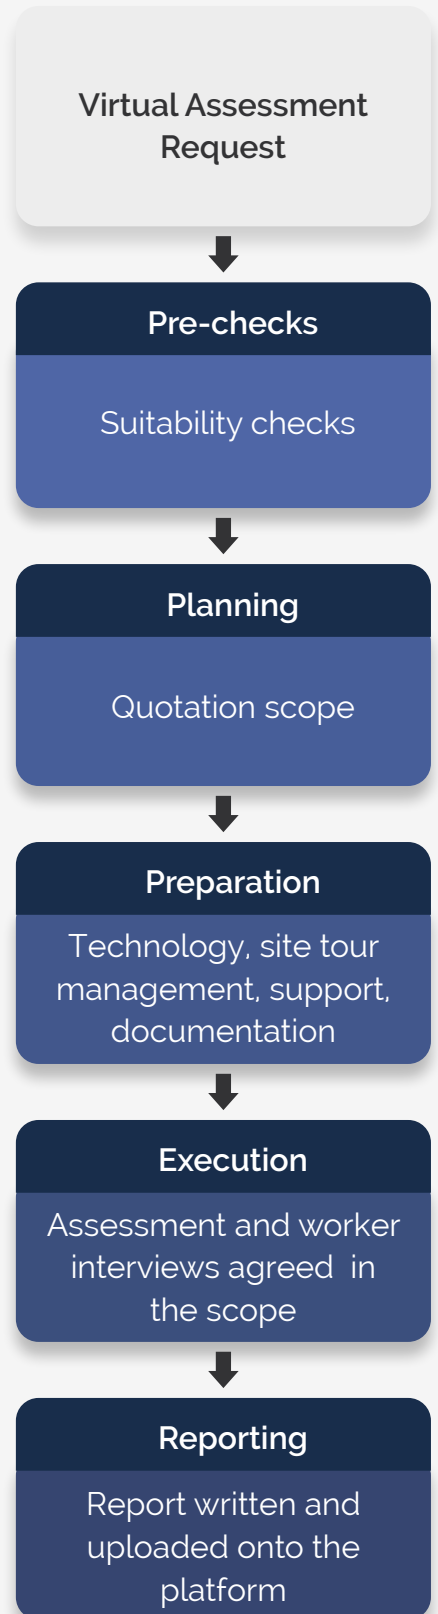 Virtual Assessment
Request
Pre-checks
Suitability checks
Planning
Quotation scope
Preparation
Technology, site tour
management, support,
documentation
Execution
Assessment and worker
interviews agreed  in
the scope
Reporting
Report written and
uploaded onto the
platform